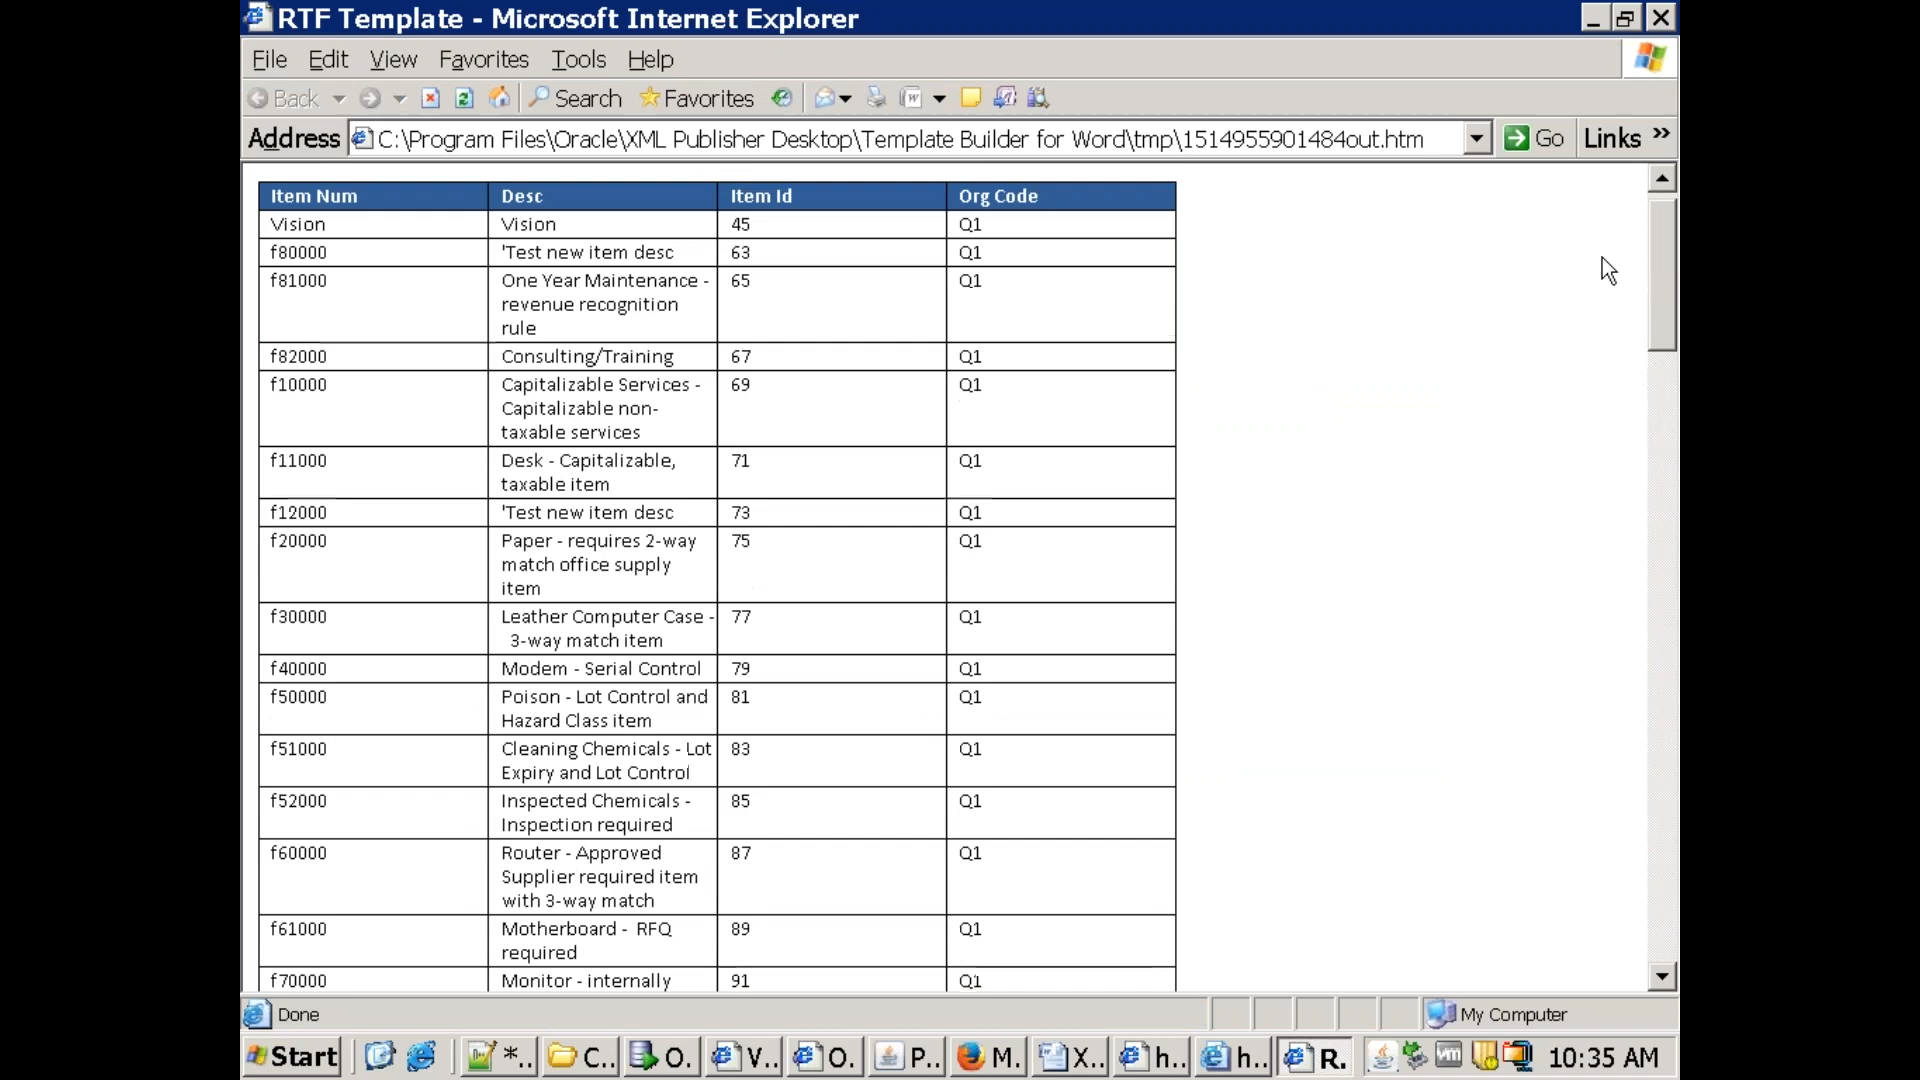 RTF Template - Microsoft Internet Explorer
File Edit View Favorites Tools Help
Back Search Favorites
Address C:\Program Files\Oracle\XML Publisher Desktop\Template Builder for Word\tmp\1514955901484out.htm Go Links »
Item Num Desc Item Id Org Code
Vision Vision 45 Q1
f80000 'Test new item desc 63 Q1
f81000 One Year Maintenance - 65 Q1
revenue recognition
rule
f82000 Consulting/Training 67 Q1
f10000 Capitalizable Services - 69 Q1
Capitalizable non-
taxable services
f11000 Desk - Capitalizable, 71 Q1
taxable item
f12000 'Test new item desc 73 Q1
f20000 Paper - requires 2-way 75 Q1
match office supply
item
f30000 Leather Computer Case - 77 Q1
3-way match item
f40000 Modem - Serial Control 79 Q1
f50000 Poison - Lot Control and 81 Q1
Hazard Class item
f51000 Cleaning Chemicals - Lot 83 Q1
Expiry and Lot Control
f52000 Inspected Chemicals - 85 Q1
Inspection required
f60000 Router - Approved 87 Q1
Supplier required item
with 3-way match
f61000 Motherboard - RFQ 89 Q1
required
f70000 Monitor - internally 91 Q1
Done My Computer
Start *.. C.. O. V.. O. P.. M. X.. h.. h.. R. 10:35 AM